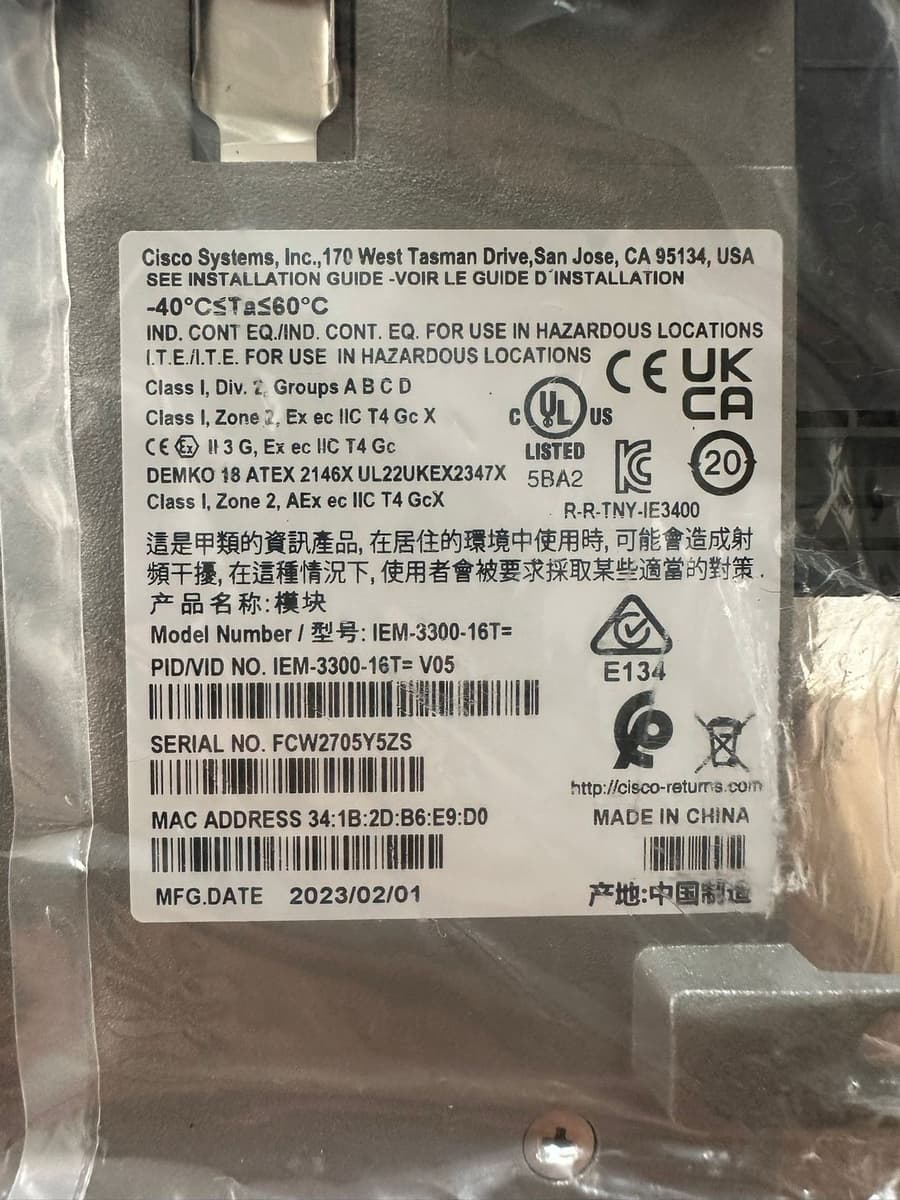 Cisco Systems, Inc.,170 West Tasman Drive,San Jose, CA 95134, USA
SEE INSTALLATION GUIDE -VOIR LE GUIDE D´INSTALLATION
-40°C≤Ta≤60°C
IND. CONT EQ./IND. CONT. EQ. FOR USE IN HAZARDOUS LOCATIONS
I.T.E./I.T.E. FOR USE IN HAZARDOUS LOCATIONS
CE UK CA
Class I, Div. 2, Groups A B C D
Class I, Zone 2, Ex ec IIC T4 Gc X
C UL US
LISTED
5BA2
20
CE Ex II 3 G, Ex ec IIC T4 Gc
DEMKO 18 ATEX 2146X UL22UKEX2347X
Class I, Zone 2, AEx ec IIC T4 GcX
R-R-TNY-IE3400
這是甲類的資訊產品, 在居住的環境中使用時, 可能會造成射
頻干擾, 在這種情況下, 使用者會被要求採取某些適當的對策.
产品名称:模块
Model Number / 型号: IEM-3300-16T=
PID/VID NO. IEM-3300-16T= V05
E134
SERIAL NO. FCW2705Y5ZS
http://cisco-returns.com
MAC ADDRESS 34:1B:2D:B6:E9:D0
MADE IN CHINA
MFG.DATE 2023/02/01
产地:中国制造